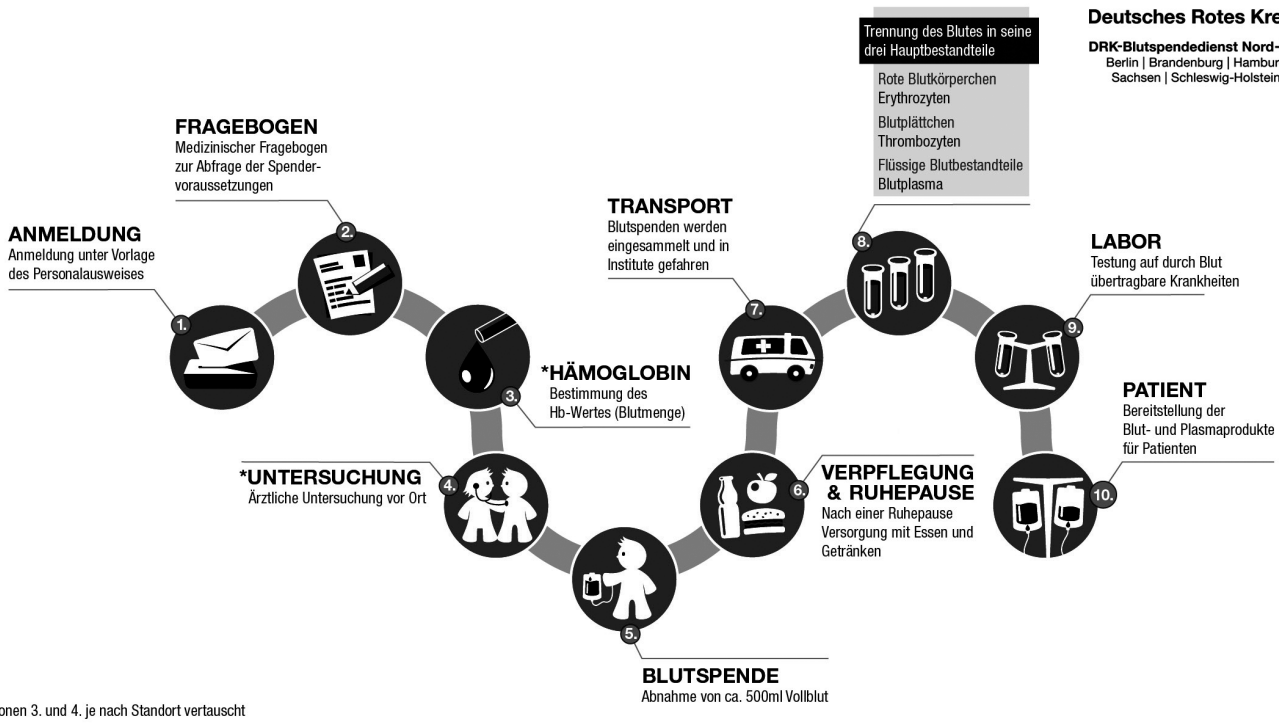 Deutsches Rotes
DRK-Blutspendedienst
Berlin | Brandenburg |
Sachsen | Schleswig-Holstein
1.
ANMELDUNG
Anmeldung unter Vorlage
des Personalausweises
2.
FRAGEBOGEN
Medizinischer Fragebogen
zur Abfrage der Spender-
voraussetzungen
3.
*HÄMOGLOBIN
Bestimmung des
Hb-Wertes (Blutmenge)
4.
*UNTERSUCHUNG
Ärztliche Untersuchung vor Ort
5.
BLUTSPENDE
Abnahme von ca. 500ml Vollblut
6.
VERPFLEGUNG
& RUHEPAUSE
Nach einer Ruhepause
Versorgung mit Essen und
Getränken
7.
TRANSPORT
Blutspenden werden
eingesammelt und in
Institute gefahren
8.
Trennung des Blutes in seine
drei Hauptbestandteile
Rote Blutkörperchen
Erythrozyten
Blutplättchen
Thrombozyten
Flüssige Blutbestandteile
Blutplasma
9.
LABOR
Testung auf durch Blut
übertragbare Krankheiten
10.
PATIENT
Bereitstellung der
Blut- und Plasmaprodukte
für Patienten
3. und 4. je nach Standort vertauscht